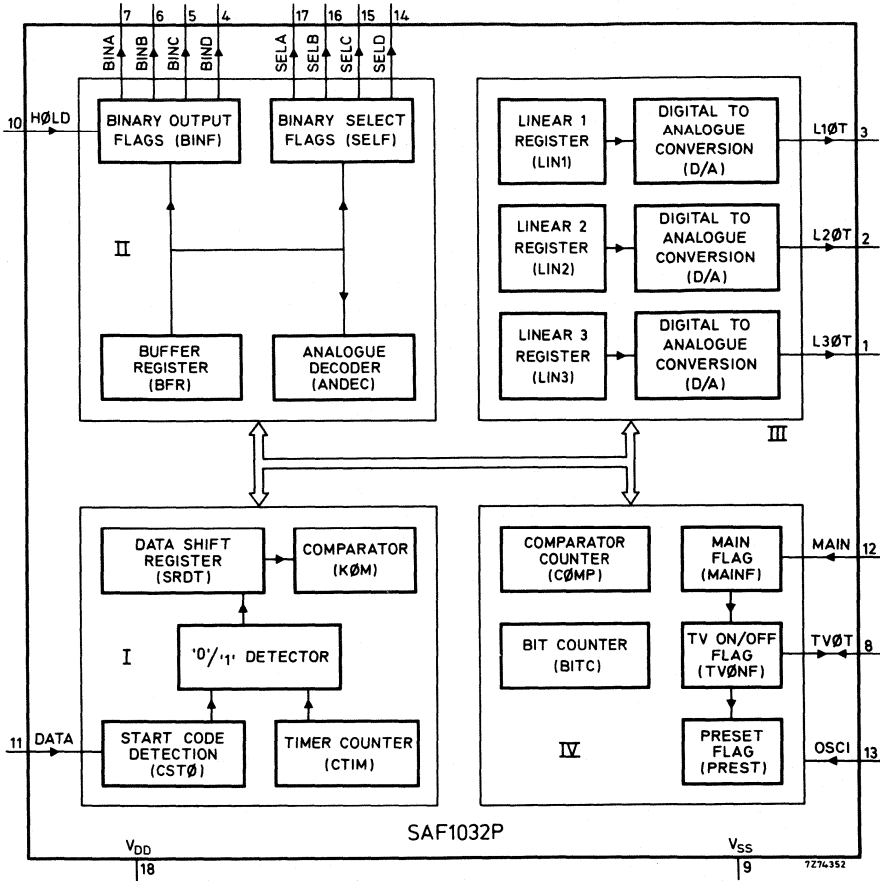 7 6 5 4 17 16 15 14
BINA BINB BINC BIND SELA SELB SELC SELD
10 HØLD
BINARY OUTPUT
FLAGS (BINF)
BINARY SELECT
FLAGS (SELF)
II
BUFFER
REGISTER
(BFR)
ANALOGUE
DECODER
(ANDEC)
LINEAR 1
REGISTER
(LIN1)
DIGITAL TO
ANALOGUE
CONVERSION
(D/A)
L1ØT 3
LINEAR 2
REGISTER
(LIN2)
DIGITAL TO
ANALOGUE
CONVERSION
(D/A)
L2ØT 2
LINEAR 3
REGISTER
(LIN3)
DIGITAL TO
ANALOGUE
CONVERSION
(D/A)
L3ØT 1
III
DATA SHIFT
REGISTER
(SRDT)
COMPARATOR
(KØM)
I
'0'/'1' DETECTOR
11 DATA
START CODE
DETECTION
(CSTØ)
TIMER COUNTER
(CTIM)
COMPARATOR
COUNTER
(CØMP)
MAIN
FLAG
(MAINF)
MAIN 12
BIT COUNTER
(BITC)
TV ON/OFF
FLAG
(TVØNF)
TVØT 8
IV
PRESET
FLAG
(PREST)
OSCI 13
SAF1032P
VDD
18
VSS
9
7Z74352